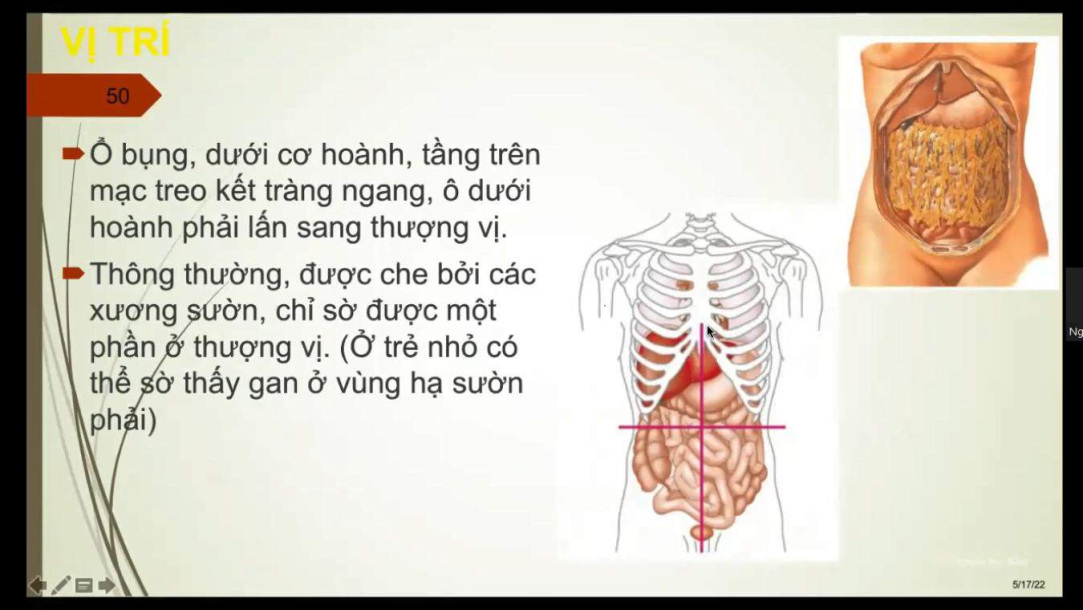 VỊ TRÍ
50
Ổ bụng, dưới cơ hoành, tầng trên
mạc treo kết tràng ngang, ô dưới
hoành phải lấn sang thượng vị.
Thông thường, được che bởi các
xương sườn, chỉ sờ được một
phần ở thượng vị. (Ở trẻ nhỏ có
thể sờ thấy gan ở vùng hạ sườn
phải)
Ng
5/17/22